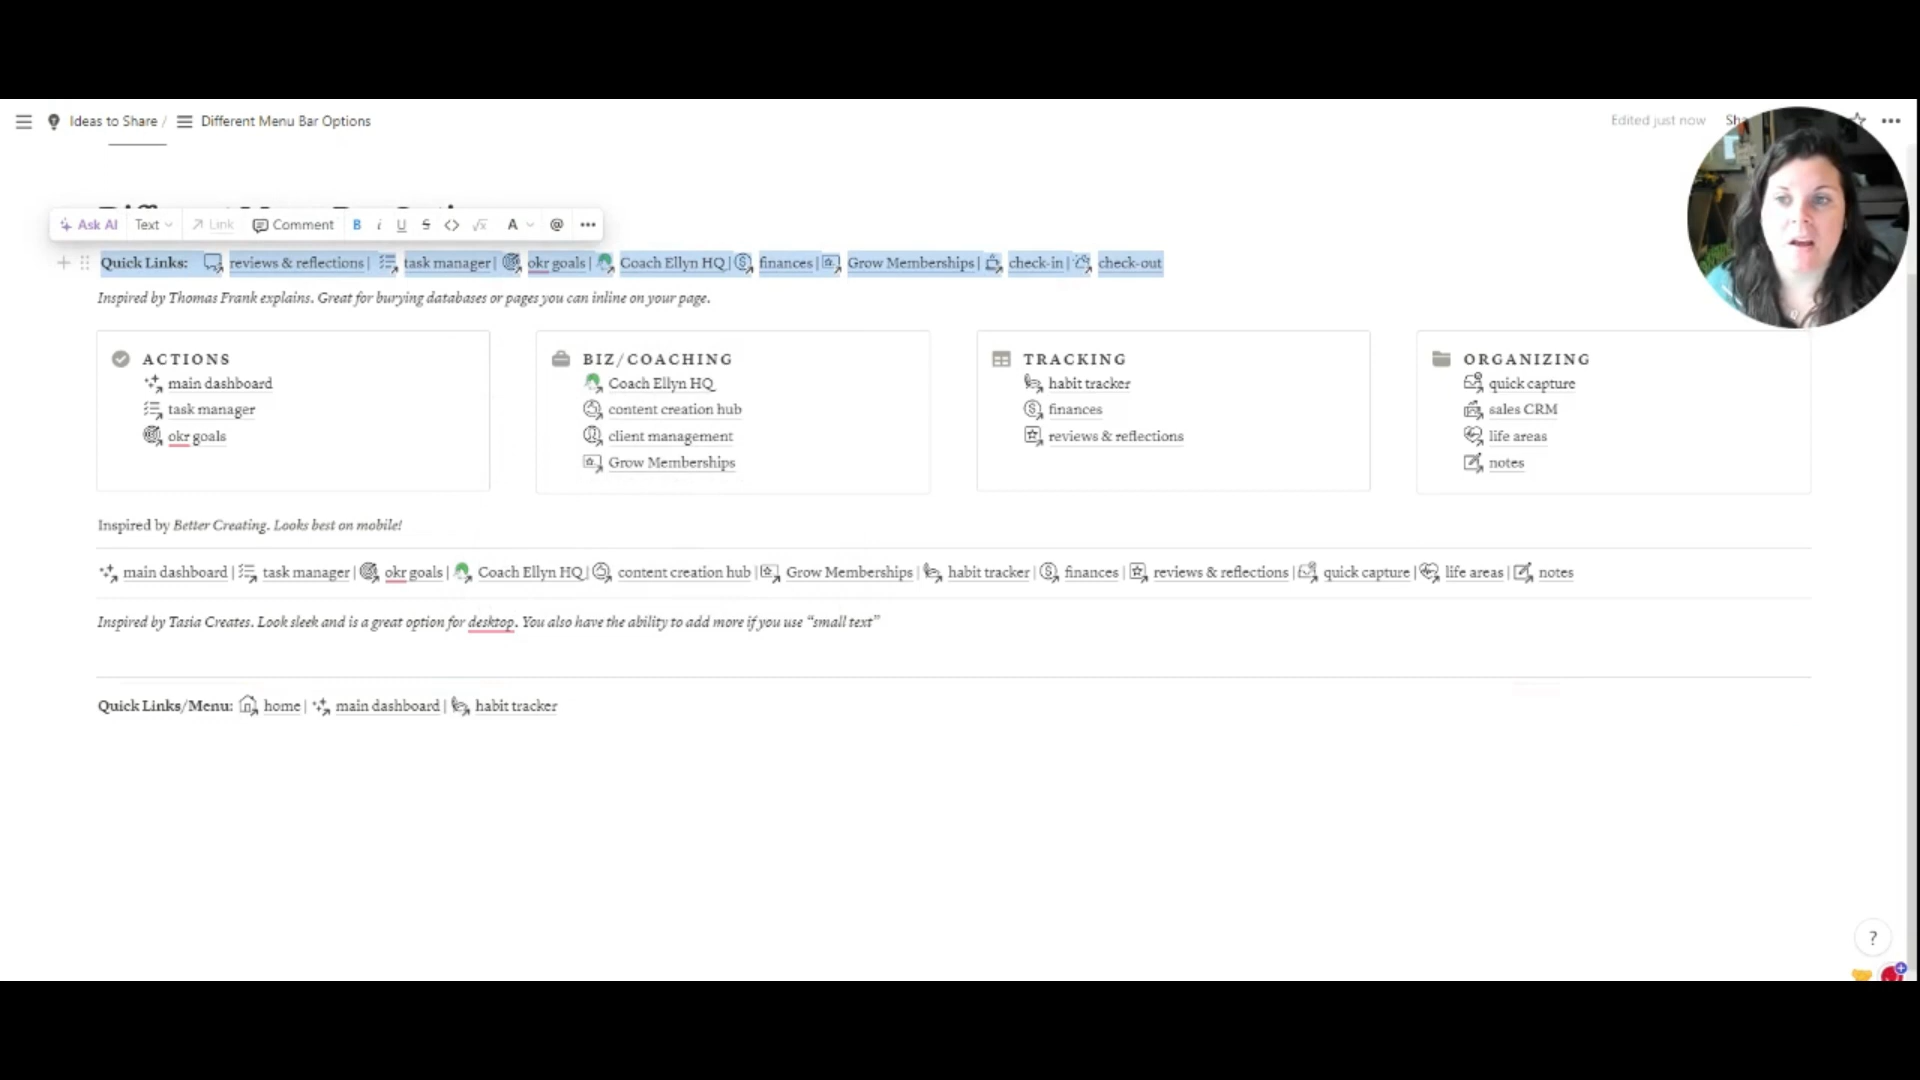 Ideas to Share / Different Menu Bar Options
Edited just now
Ask AI Text Link Comment B i U S <> √x A @ •••
Quick Links: reviews & reflections | task manager | okr goals | Coach Ellyn HQ | finances | Grow Memberships | check-in | check-out
Inspired by Thomas Frank explains. Great for burying databases or pages you can inline on your page.
ACTIONS
main dashboard
task manager
okr goals
BIZ/COACHING
Coach Ellyn HQ
content creation hub
client management
Grow Memberships
TRACKING
habit tracker
finances
reviews & reflections
ORGANIZING
quick capture
sales CRM
life areas
notes
Inspired by Better Creating. Looks best on mobile!
main dashboard | task manager | okr goals | Coach Ellyn HQ | content creation hub | Grow Memberships | habit tracker | finances | reviews & reflections | quick capture | life areas | notes
Inspired by Tasia Creates. Look sleek and is a great option for desktop. You also have the ability to add more if you use “small text”
Quick Links/Menu: home | main dashboard | habit tracker
?